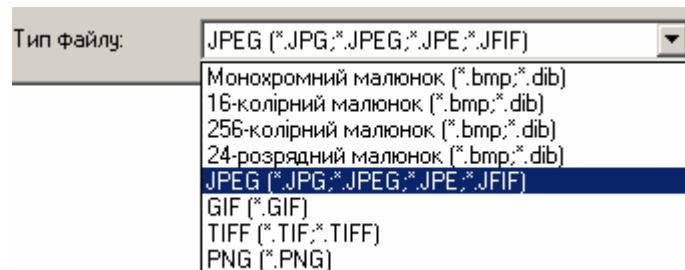 Тип файлу: JPEG (*.JPG;*.JPEG;*.JPE;*.JFIF)
Монохромний малюнок (*.bmp;*.dib)
16-колірний малюнок (*.bmp;*.dib)
256-колірний малюнок (*.bmp;*.dib)
24-розрядний малюнок (*.bmp;*.dib)
JPEG (*.JPG;*.JPEG;*.JPE;*.JFIF)
GIF (*.GIF)
TIFF (*.TIF;*.TIFF)
PNG (*.PNG)